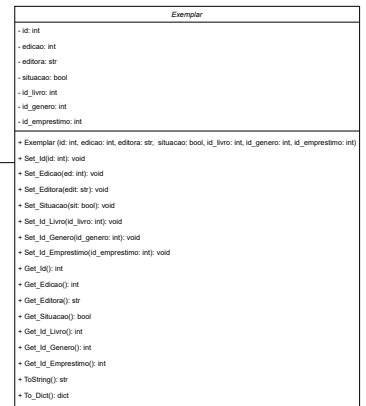 Exemplar
- id: int
- edicao: int
- editora: str
- situacao: bool
- id_livro: int
- id_genero: int
- id_emprestimo: int
+ Exemplar (id: int, edicao: int, editora: str, situacao: bool, id_livro: int, id_genero: int, id_emprestimo: int)
+ Set_Id(id: int): void
+ Set_Edicao(ed: int): void
+ Set_Editora(edit: str): void
+ Set_Situacao(sit: bool): void
+ Set_Id_Livro(id_livro: int): void
+ Set_Id_Genero(id_genero: int): void
+ Set_Id_Emprestimo(id_emprestimo: int): void
+ Get_Id(): int
+ Get_Edicao(): int
+ Get_Editora(): str
+ Get_Situacao(): bool
+ Get_Id_Livro(): int
+ Get_Id_Genero(): int
+ Get_Id_Emprestimo(): int
+ ToString(): str
+ To_Dict(): dict